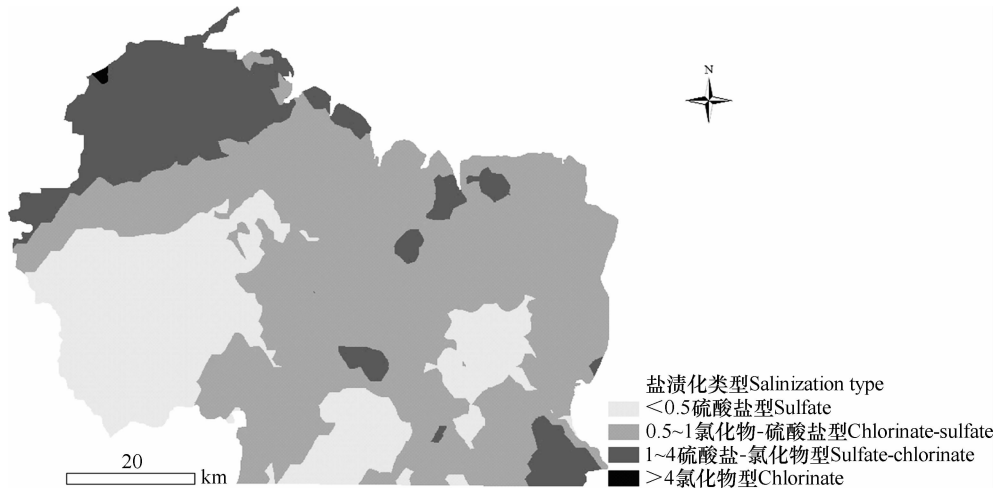 N
盐渍化类型Salinization type
<0.5硫酸盐型Sulfate
0.5~1氯化物-硫酸盐型Chlorinate-sulfate
1~4硫酸盐-氯化物型Sulfate-chlorinate
>4氯化物型Chlorinate
20
km